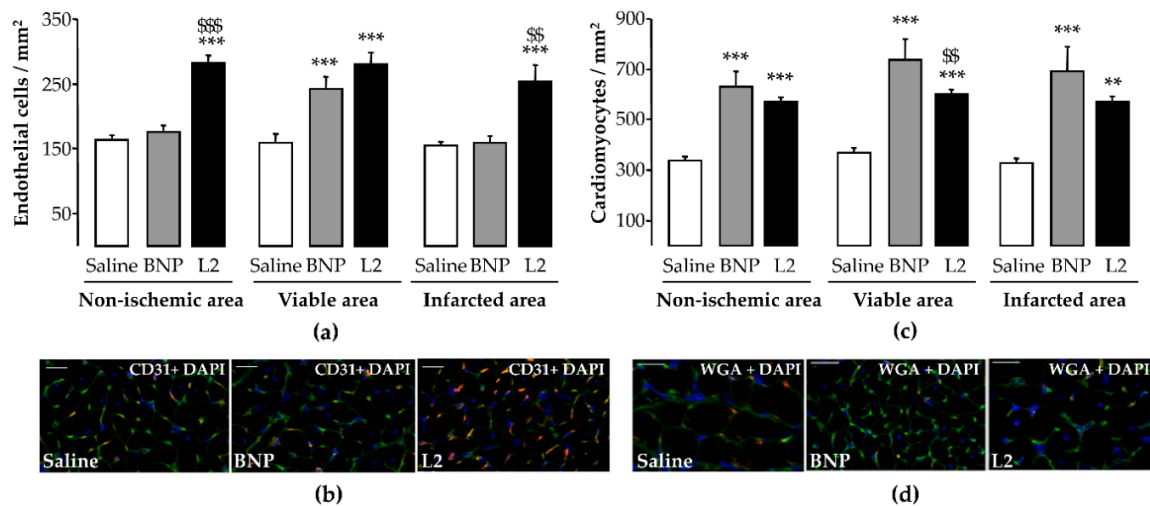 Endothelial cells / mm²
350
250
150
50
$$$
***
***
***
$$
***
Saline BNP L2 Saline BNP L2 Saline BNP L2
Non-ischemic area Viable area Infarcted area
(a)
Cardiomyocytes / mm²
900
700
500
300
100
***
***
***
$$
***
***
**
Saline BNP L2 Saline BNP L2 Saline BNP L2
Non-ischemic area Viable area Infarcted area
(c)
CD31+ DAPI CD31+ DAPI CD31+ DAPI
Saline BNP L2
(b)
WGA + DAPI WGA + DAPI WGA + DAPI
Saline BNP L2
(d)